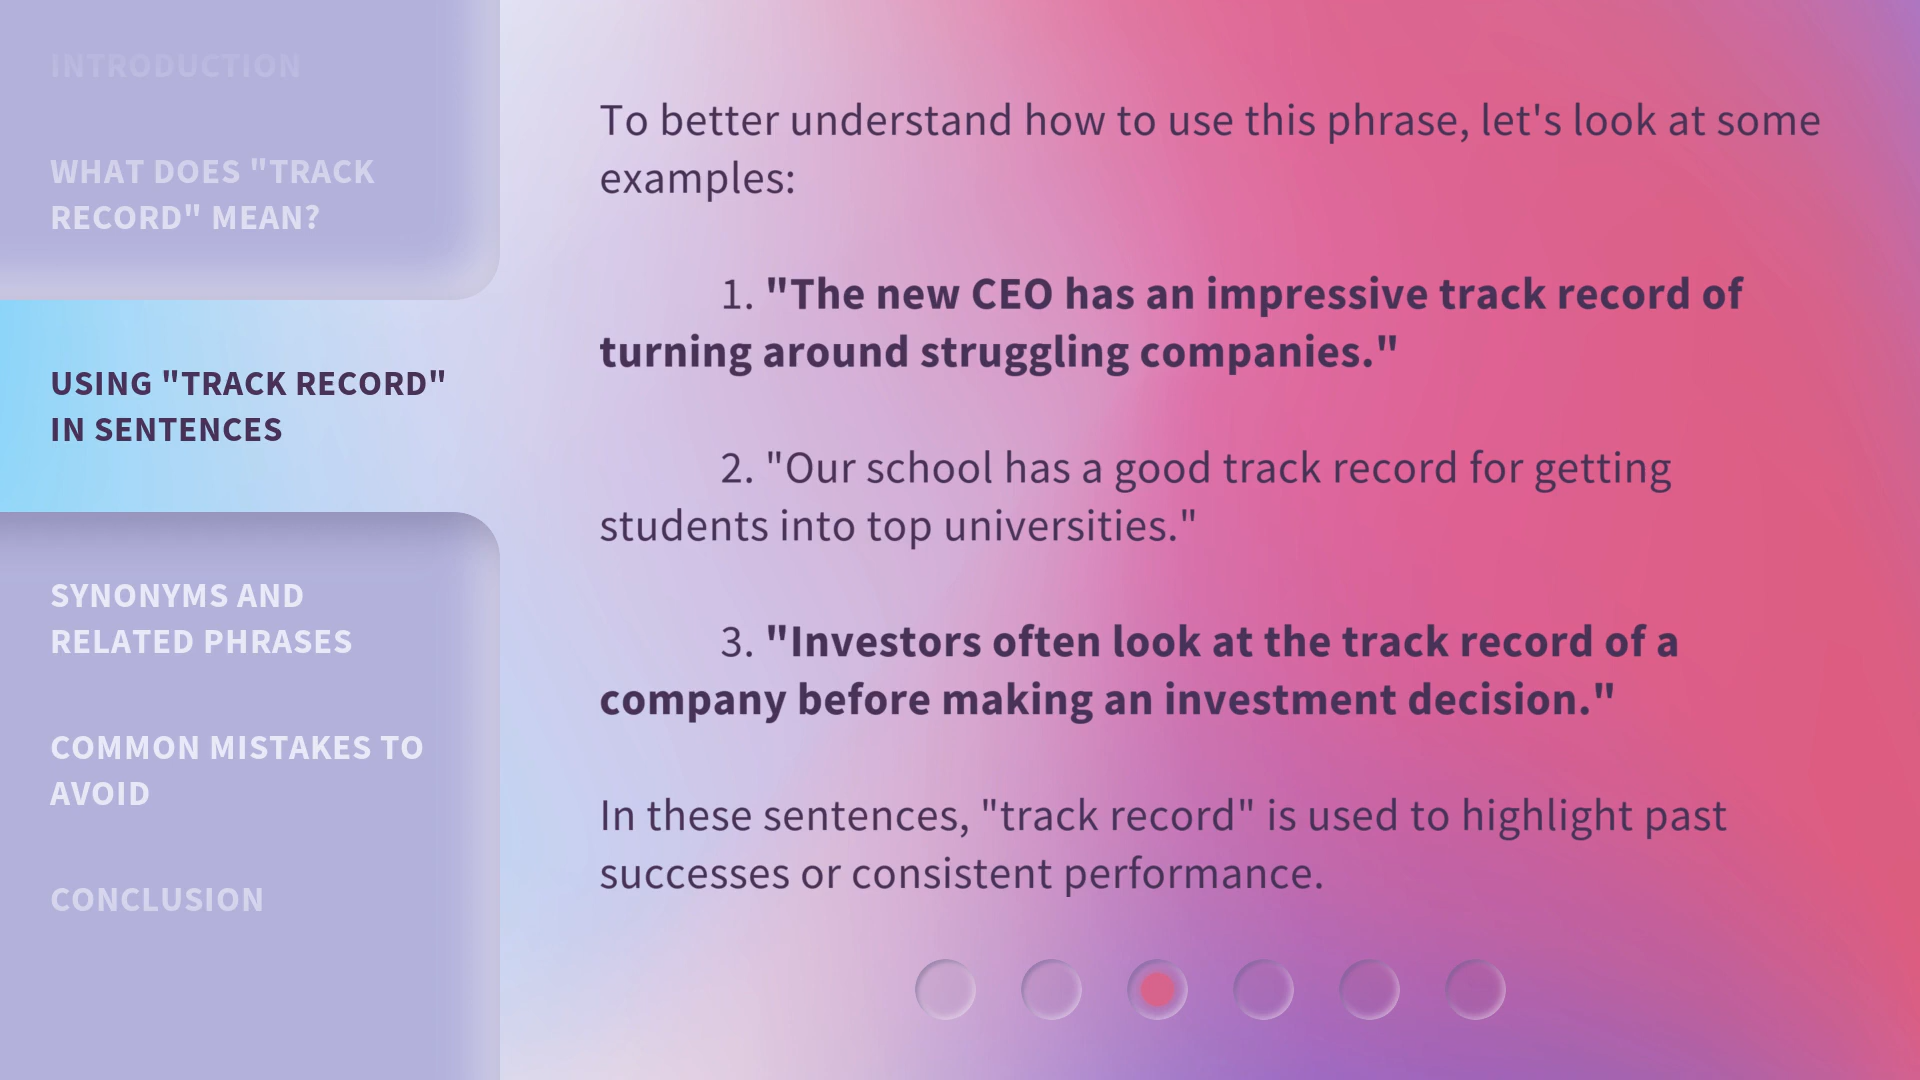 INTRODUCTION
WHAT DOES "TRACK
RECORD" MEAN?
USING "TRACK RECORD"
IN SENTENCES
SYNONYMS AND
RELATED PHRASES
COMMON MISTAKES TO
AVOID
CONCLUSION
To better understand how to use this phrase, let's look at some
examples:
1. "The new CEO has an impressive track record of
turning around struggling companies."
2. "Our school has a good track record for getting
students into top universities."
3. "Investors often look at the track record of a
company before making an investment decision."
In these sentences, "track record" is used to highlight past
successes or consistent performance.